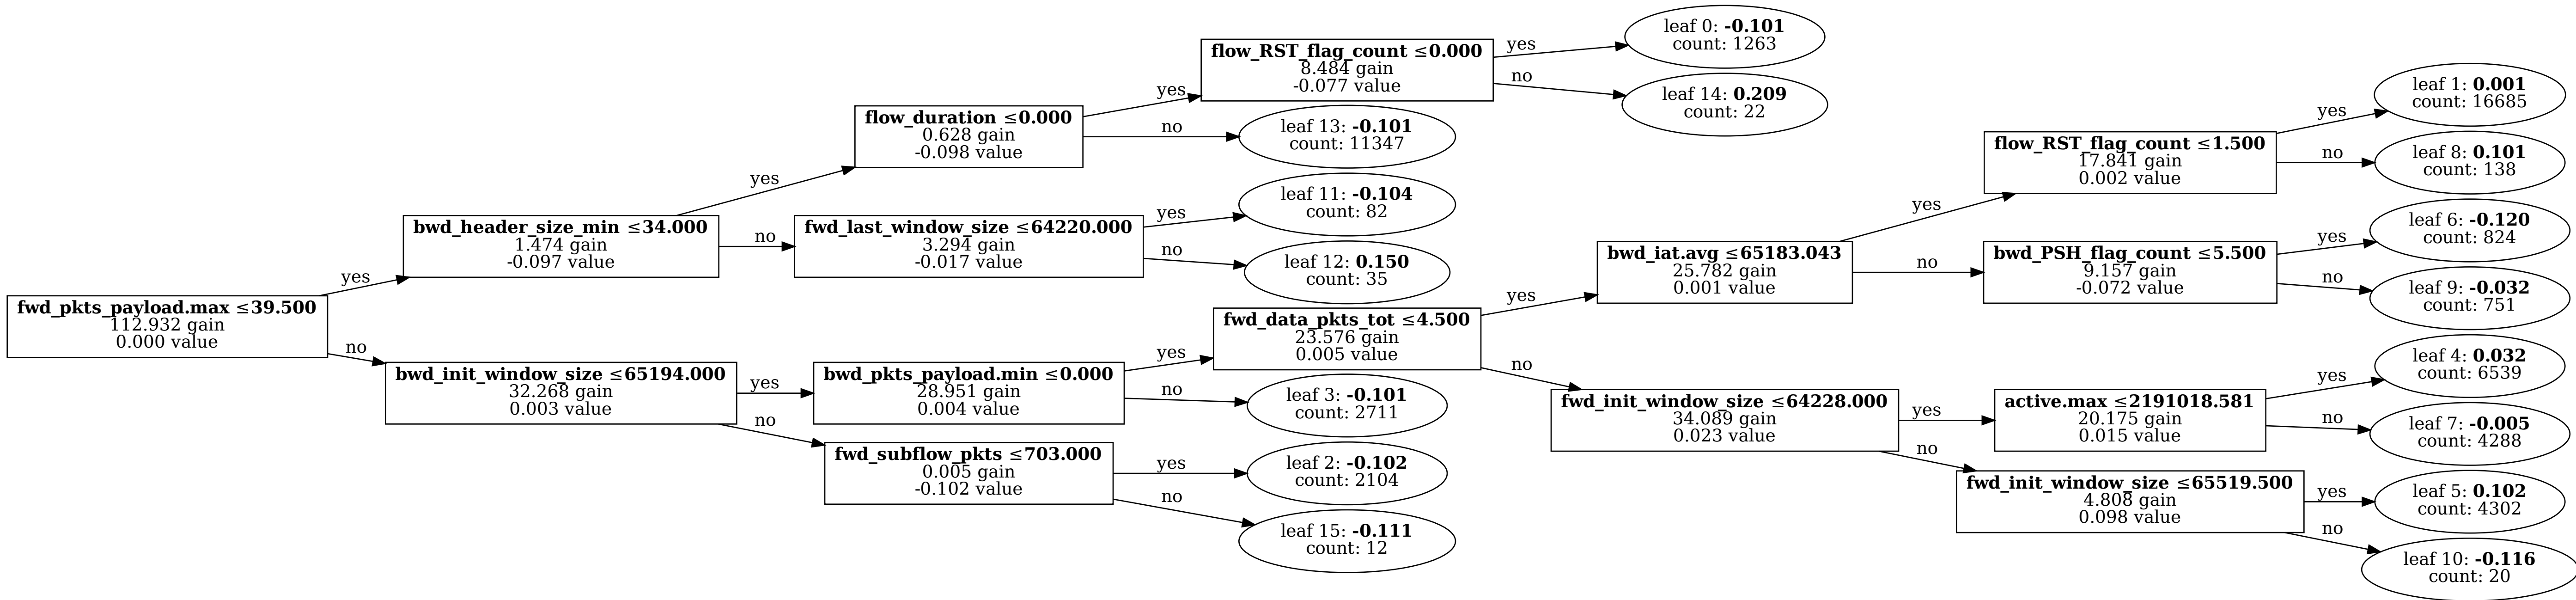 fwd_pkts_payload.max ≤39.500
112.932 gain
0.000 value
yes
no
bwd_header_size_min ≤34.000
1.474 gain
-0.097 value
yes
no
flow_duration ≤0.000
0.628 gain
-0.098 value
yes
no
flow_RST_flag_count ≤0.000
8.484 gain
-0.077 value
yes
no
leaf 0: -0.101
count: 1263
leaf 14: 0.209
count: 22
leaf 13: -0.101
count: 11347
fwd_last_window_size ≤64220.000
3.294 gain
-0.017 value
yes
no
leaf 11: -0.104
count: 82
leaf 12: 0.150
count: 35
bwd_init_window_size ≤65194.000
32.268 gain
0.003 value
yes
no
bwd_pkts_payload.min ≤0.000
28.951 gain
0.004 value
yes
no
fwd_data_pkts_tot ≤4.500
23.576 gain
0.005 value
yes
no
bwd_iat.avg ≤65183.043
25.782 gain
0.001 value
yes
no
flow_RST_flag_count ≤1.500
17.841 gain
0.002 value
yes
no
leaf 1: 0.001
count: 16685
leaf 8: 0.101
count: 138
bwd_PSH_flag_count ≤5.500
9.157 gain
-0.072 value
yes
no
leaf 6: -0.120
count: 824
leaf 9: -0.032
count: 751
fwd_init_window_size ≤64228.000
34.089 gain
0.023 value
yes
no
active.max ≤2191018.581
20.175 gain
0.015 value
yes
no
leaf 4: 0.032
count: 6539
leaf 7: -0.005
count: 4288
fwd_init_window_size ≤65519.500
4.808 gain
0.098 value
yes
no
leaf 5: 0.102
count: 4302
leaf 10: -0.116
count: 20
leaf 3: -0.101
count: 2711
fwd_subflow_pkts ≤703.000
0.005 gain
-0.102 value
yes
no
leaf 2: -0.102
count: 2104
leaf 15: -0.111
count: 12